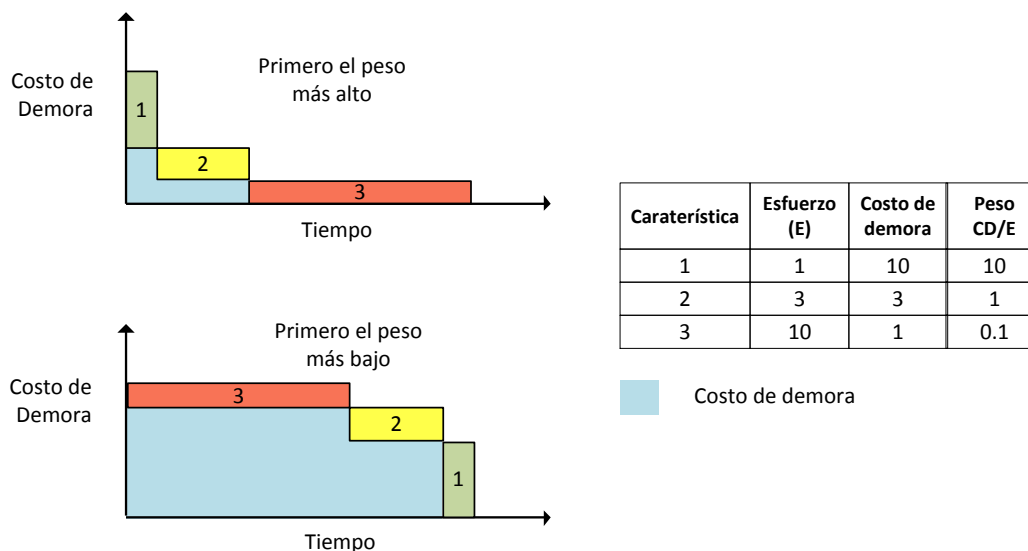 Costo de
Demora
Primero el peso
más alto
1
2
3
Tiempo
Primero el peso
más bajo
Costo de
Demora
3
2
1
Tiempo
Caraterística Esfuerzo (E) Costo de demora Peso CD/E
1 1 10 10
2 3 3 1
3 10 1 0.1
Costo de demora